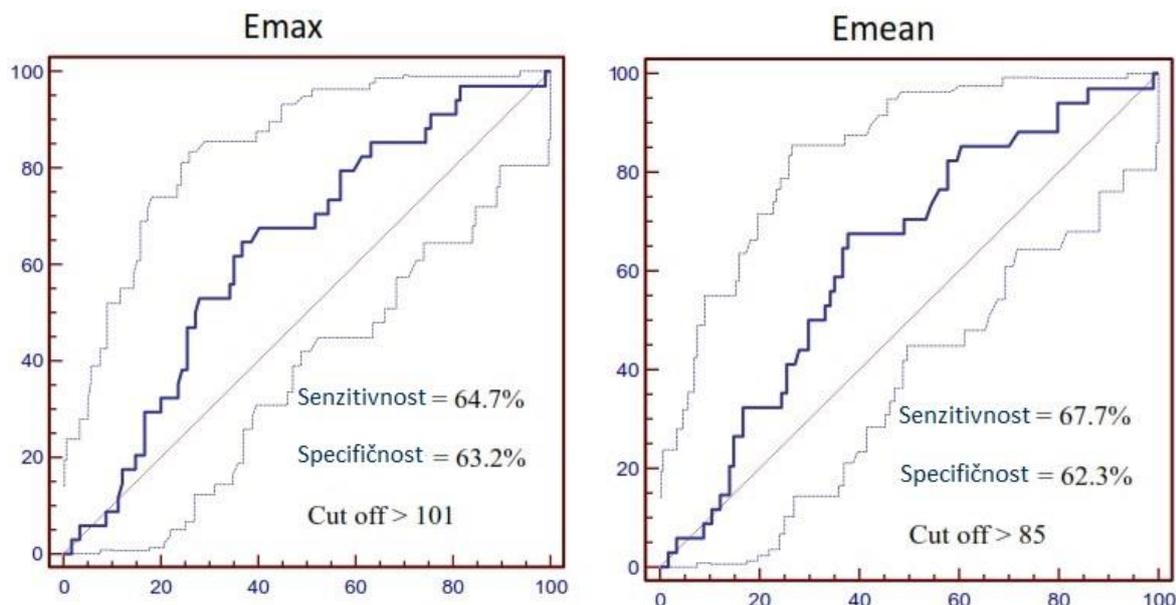 Emax
100
80
60
40
20
0
0 20 40 60 80 100
Senzitivnost = 64.7%
Specifičnost = 63.2%
Cut off > 101
Emean
100
80
60
40
20
0
0 20 40 60 80 100
Senzitivnost = 67.7%
Specifičnost = 62.3%
Cut off > 85